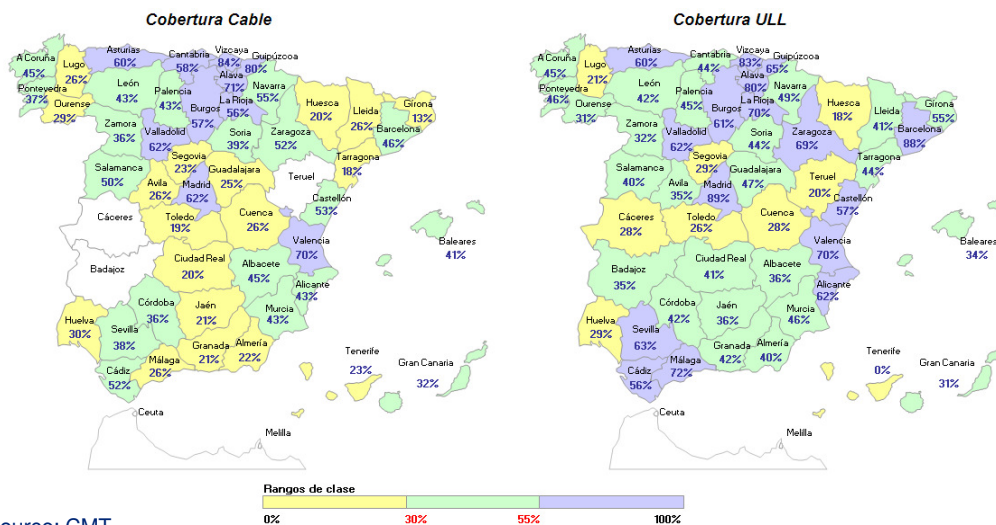 Cobertura Cable
A Coruña
45%
Lugo
26%
Asturias
60%
Cantabria
58%
Vizcaya
84%
Guipúzcoa
80%
Alava
71%
Pontevedra
37%
Ourense
29%
León
43%
Palencia
43%
Burgos
57%
La Rioja
56%
Navarra
55%
Huesca
20%
Lleida
26%
Girona
13%
Barcelona
46%
Zamora
36%
Valladolid
62%
Soria
39%
Zaragoza
52%
Tarragona
18%
Segovia
23%
Guadalajara
25%
Teruel
Salamanca
50%
Avila
26%
Madrid
62%
Castellón
53%
Cáceres
Toledo
19%
Cuenca
26%
Valencia
70%
Baleares
41%
Badajoz
Ciudad Real
20%
Albacete
45%
Alicante
43%
Córdoba
36%
Jaén
21%
Murcia
43%
Huelva
30%
Sevilla
38%
Granada
21%
Almería
22%
Málaga
26%
Cádiz
52%
Tenerife
23%
Gran Canaria
32%
Ceuta
Melilla
Cobertura ULL
A Coruña
45%
Lugo
21%
Asturias
60%
Cantabria
44%
Vizcaya
83%
Guipúzcoa
65%
Alava
80%
Pontevedra
46%
Ourense
31%
León
42%
Palencia
45%
Burgos
61%
La Rioja
70%
Navarra
49%
Huesca
18%
Lleida
41%
Girona
55%
Barcelona
88%
Zamora
32%
Valladolid
62%
Soria
44%
Zaragoza
69%
Tarragona
44%
Segovia
29%
Guadalajara
47%
Teruel
20%
Salamanca
40%
Avila
35%
Madrid
89%
Castellón
57%
Cáceres
28%
Toledo
26%
Cuenca
28%
Valencia
70%
Baleares
34%
Badajoz
35%
Ciudad Real
41%
Albacete
36%
Alicante
62%
Córdoba
42%
Jaén
36%
Murcia
46%
Huelva
29%
Sevilla
63%
Granada
42%
Almería
40%
Málaga
72%
Cádiz
56%
Tenerife
0%
Gran Canaria
31%
Ceuta
Melilla
Rangos de clase
0% 30% 55% 100%
CMT